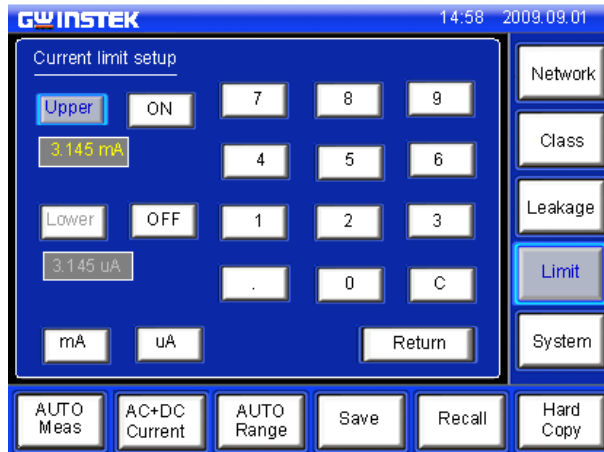 GWINSTEK 14:58 2009.09.01
Current limit setup
Upper ON 7 8 9
3.145 mA 4 5 6
Lower OFF 1 2 3
3.145 uA . 0 C
mA uA Return
Network
Class
Leakage
Limit
System
AUTO Meas
AC+DC Current
AUTO Range
Save
Recall
Hard Copy